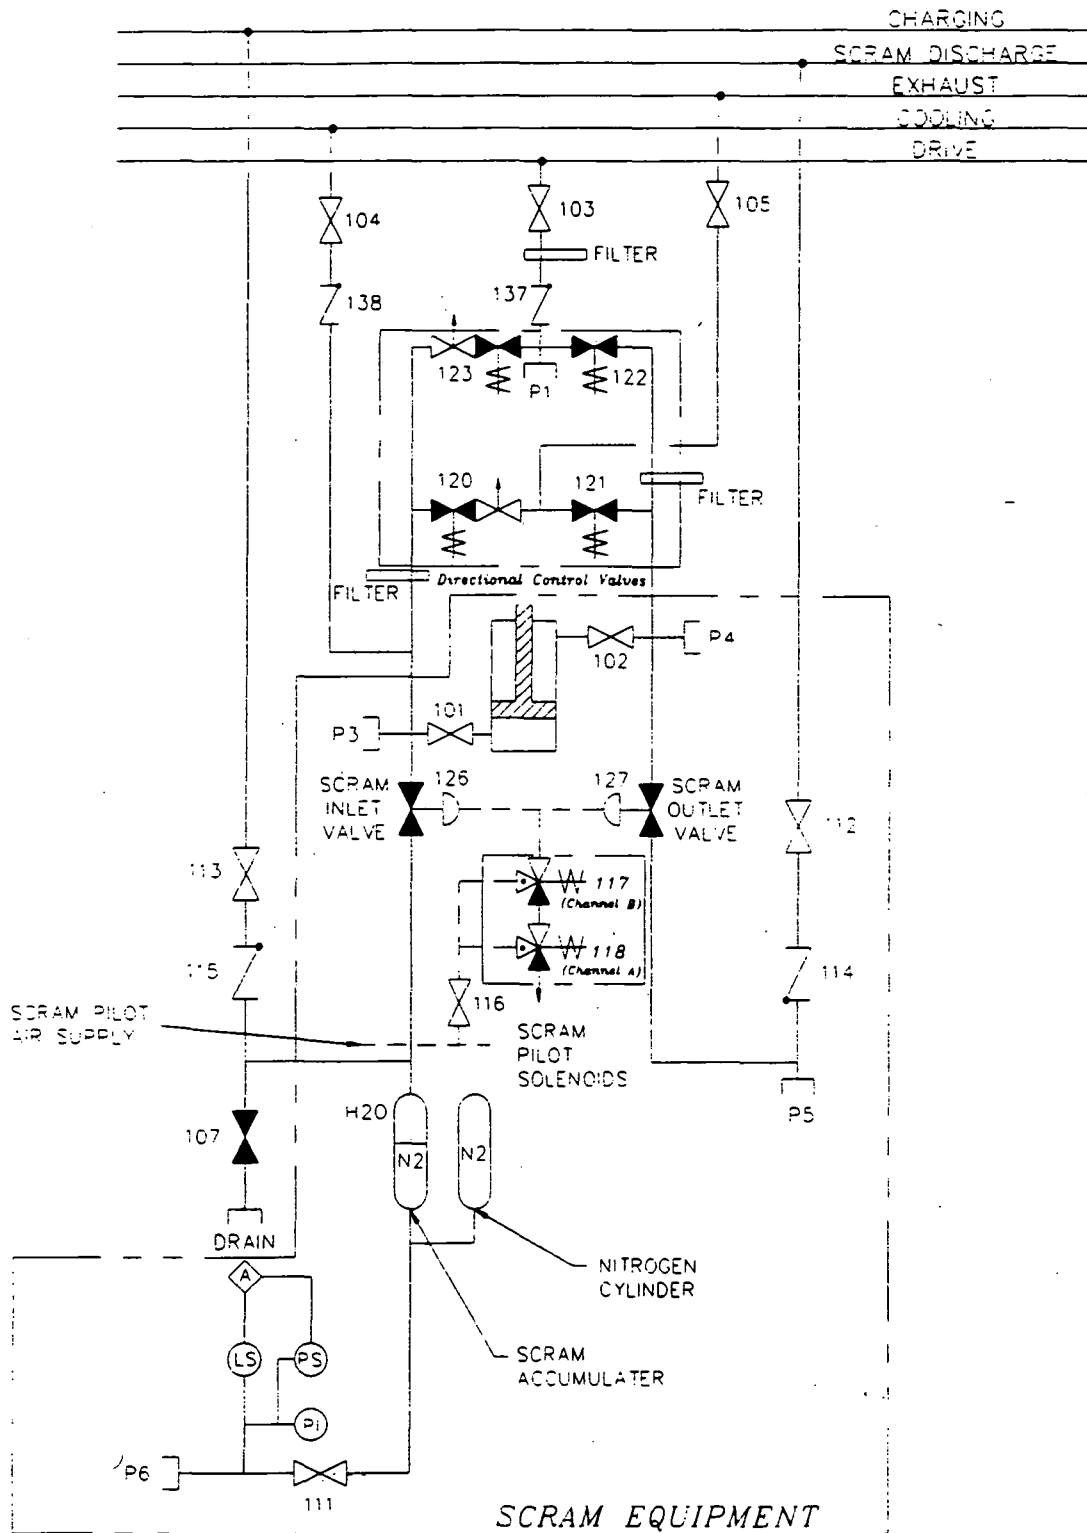 CHARGING
SCRAM DISCHARGE
EXHAUST
COOLING
DRIVE
104
103
105
FILTER
138
137
123
P1
122
120
121
FILTER
FILTER
Directional Control Valves
102
P4
P3
101
SCRAM
INLET
VALVE
126
127
SCRAM
OUTLET
VALVE
112
113
117
(Channel B)
118
(Channel A)
115
114
116
SCRAM PILOT
AIR SUPPLY
SCRAM
PILOT
SOLENOIDS
H2O
P5
107
N2
N2
DRAIN
NITROGEN
CYLINDER
A
LS
PS
SCRAM
ACCUMULATER
PI
P6
111
SCRAM EQUIPMENT